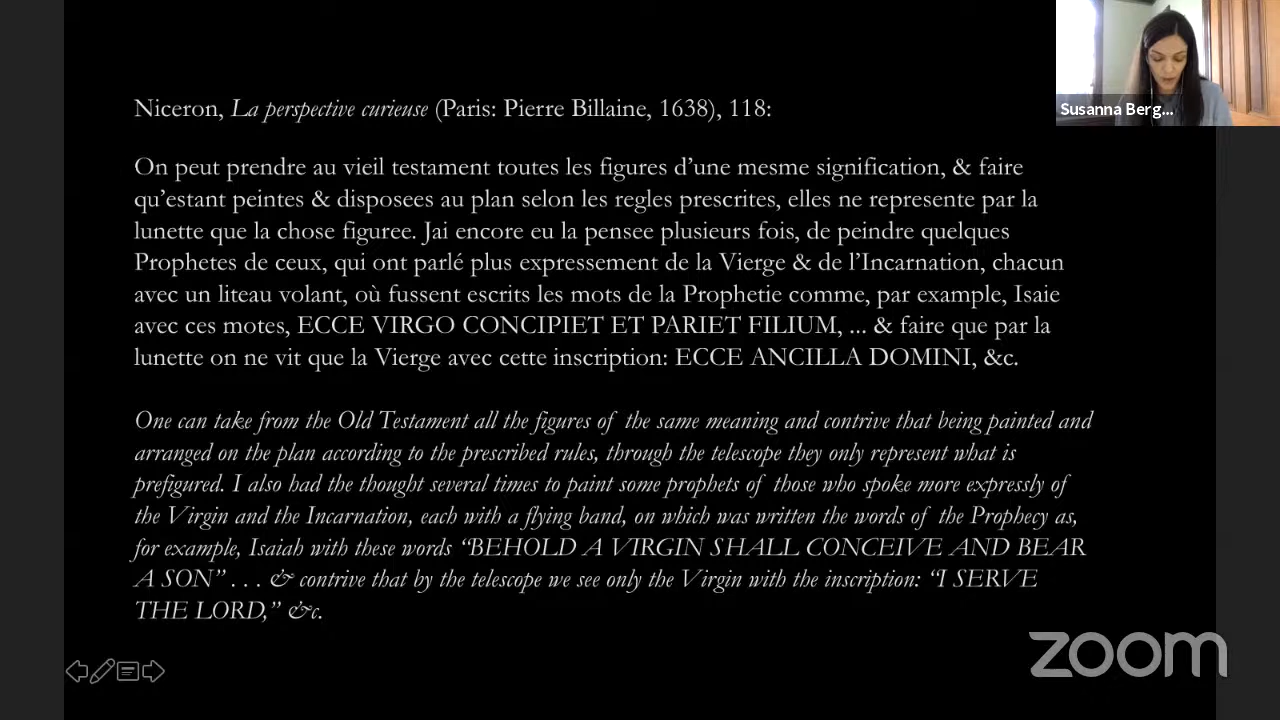 Niceron, La perspective curieuse (Paris: Pierre Billaine, 1638), 118:
On peut prendre au vieil testament toutes les figures d’une mesme signification, & faire
qu’estant peintes & disposees au plan selon les regles prescrites, elles ne represente par la
lunette que la chose figuree. Jai encore eu la pensee plusieurs fois, de peindre quelques
Prophetes de ceux, qui ont parlé plus expressement de la Vierge & de l’Incarnation, chacun
avec un liteau volant, où fussent escrits les mots de la Prophetie comme, par example, Isaie
avec ces motes, ECCE VIRGO CONCIPIET ET PARIET FILIUM, ... & faire que par la
lunette on ne vit que la Vierge avec cette inscription: ECCE ANCILLA DOMINI, &c.
One can take from the Old Testament all the figures of the same meaning and contrive that being painted and
arranged on the plan according to the prescribed rules, through the telescope they only represent what is
prefigured. I also had the thought several times to paint some prophets of those who spoke more expressly of
the Virgin and the Incarnation, each with a flying band, on which was written the words of the Prophecy as,
for example, Isaiah with these words “BEHOLD A VIRGIN SHALL CONCEIVE AND BEAR
A SON” . . . & contrive that by the telescope we see only the Virgin with the inscription: “I SERVE
THE LORD,” &c.
Susanna Berg...
zoom